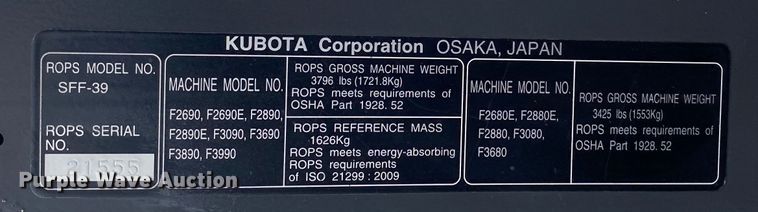 KUBOTA Corporation OSAKA, JAPAN
ROPS MODEL NO.
SFF-39
ROPS SERIAL
NO.
21555
MACHINE MODEL NO.
F2690, F2690E, F2890,
F2890E, F3090, F3690
F3890, F3990
ROPS GROSS MACHINE WEIGHT
3796 lbs (1721.8Kg)
ROPS meets requirements of
OSHA Part 1928. 52
ROPS REFERENCE MASS
1626Kg
ROPS meets energy-absorbing
ROPS requirements
of ISO 21299 : 2009
MACHINE MODEL NO.
F2680E, F2880E,
F2880, F3080,
F3680
ROPS GROSS MACHINE WEIGHT
3425 lbs (1553Kg)
ROPS meets requirements of
OSHA Part 1928. 52
Purple Wave Auction